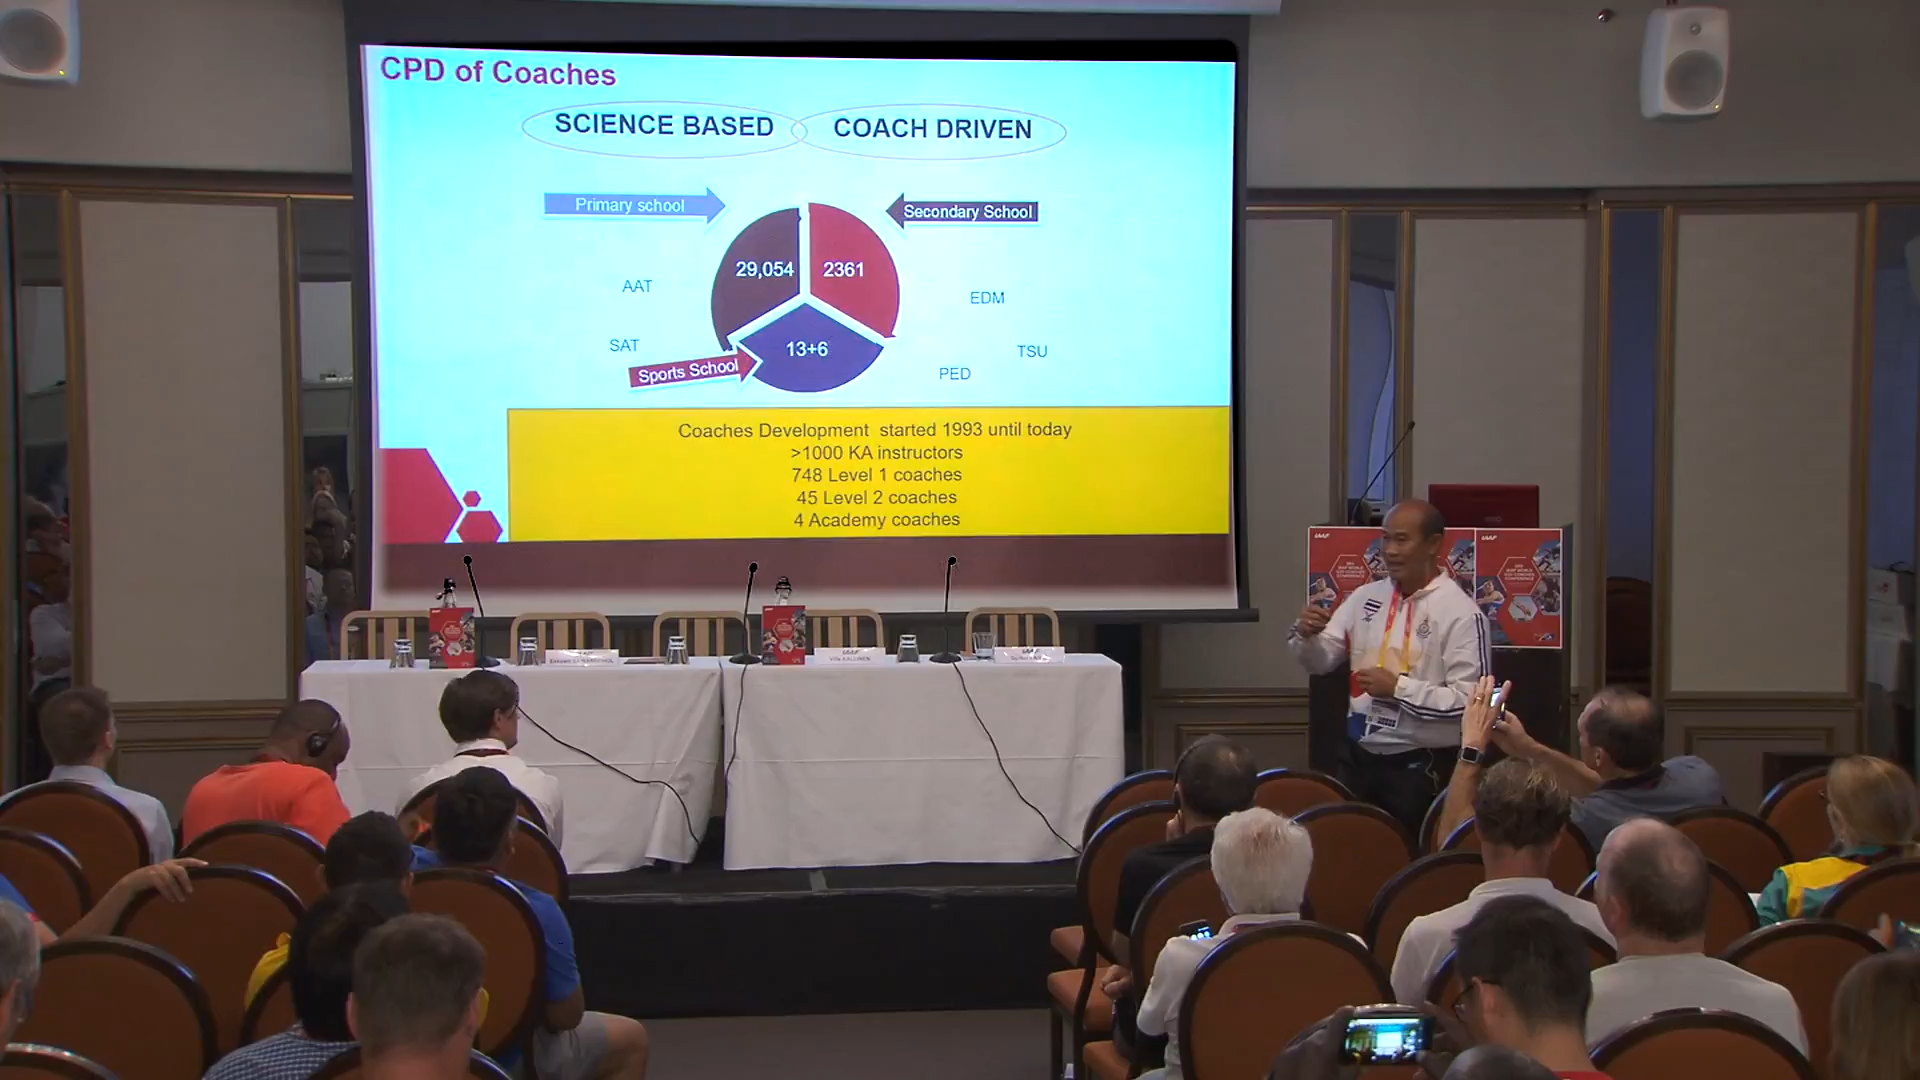 CPD of Coaches
SCIENCE BASED
COACH DRIVEN
Primary school
Secondary School
29,054
2361
AAT
EDM
SAT
13+6
TSU
Sports School
PED
Coaches Development started 1993 until today
>1000 KA instructors
748 Level 1 coaches
45 Level 2 coaches
4 Academy coaches
IAAF
IAAF